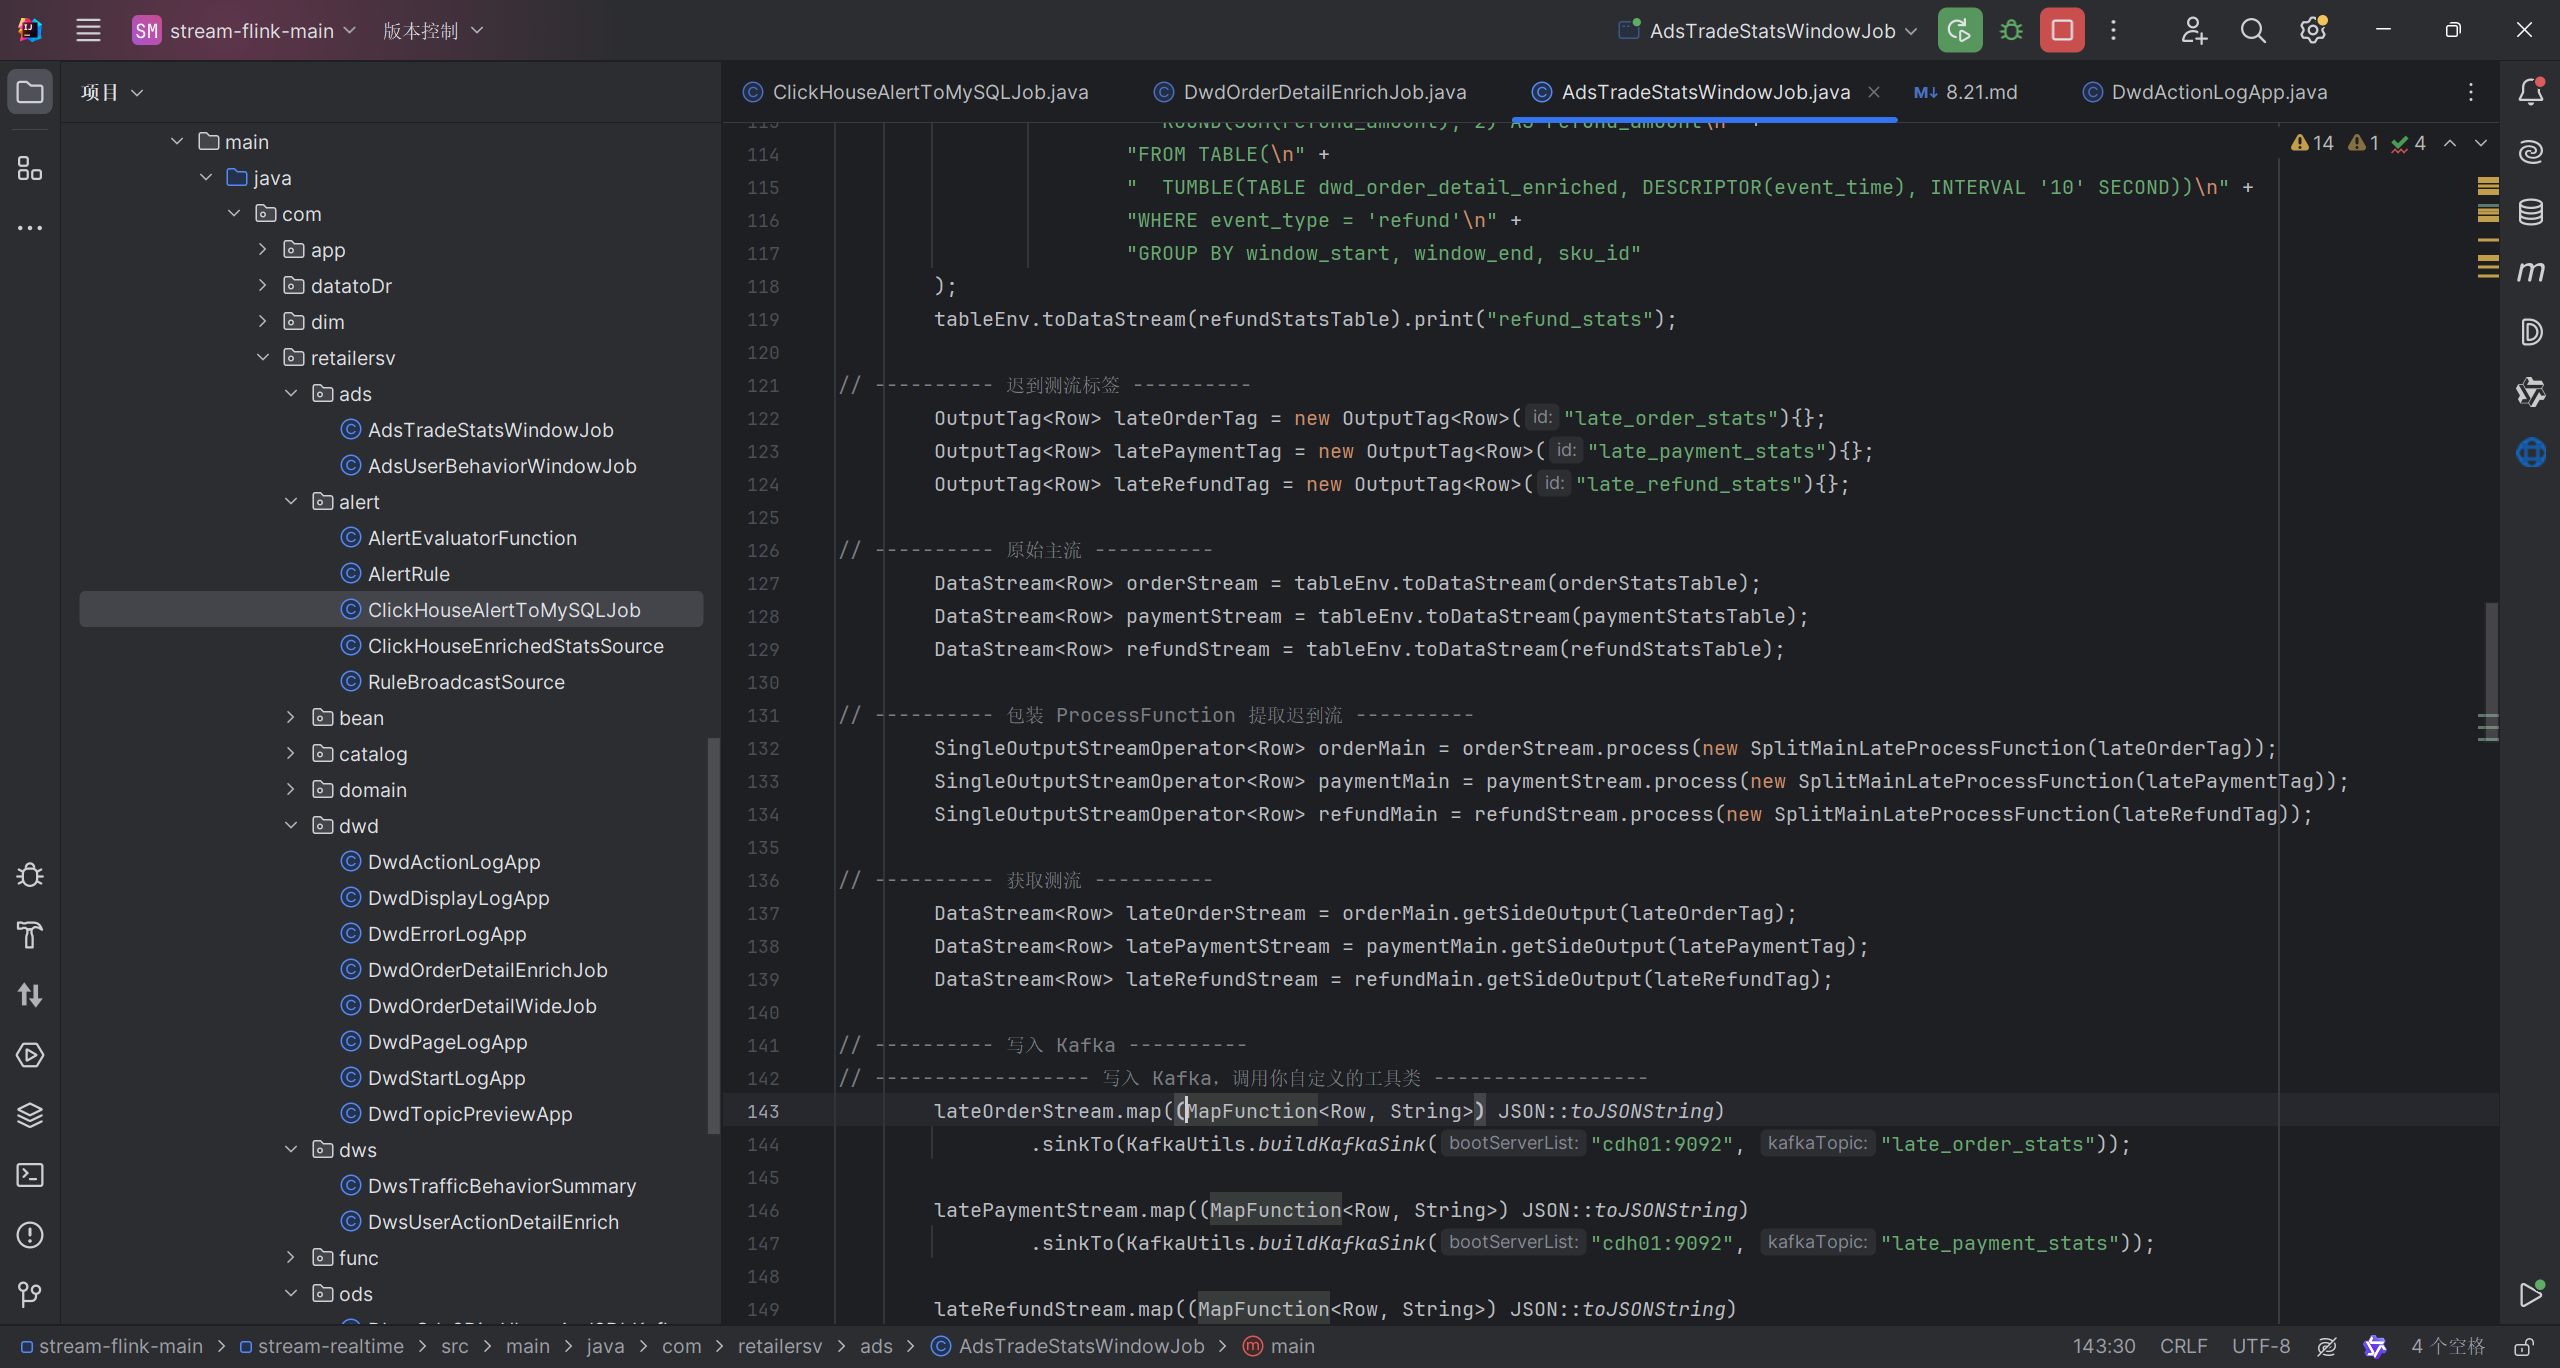 SM stream-flink-main 版本控制 AdsTradeStatsWindowJob
项目
ClickHouseAlertToMySQLJob.java DwdOrderDetailEnrichJob.java AdsTradeStatsWindowJob.java M↓ 8.21.md DwdActionLogApp.java
14 1 4
main
java
com
app
datatoDr
dim
retailersv
ads
AdsTradeStatsWindowJob
AdsUserBehaviorWindowJob
alert
AlertEvaluatorFunction
AlertRule
ClickHouseAlertToMySQLJob
ClickHouseEnrichedStatsSource
RuleBroadcastSource
bean
catalog
domain
dwd
DwdActionLogApp
DwdDisplayLogApp
DwdErrorLogApp
DwdOrderDetailEnrichJob
DwdOrderDetailWideJob
DwdPageLogApp
DwdStartLogApp
DwdTopicPreviewApp
dws
DwsTrafficBehaviorSummary
DwsUserActionDetailEnrich
func
ods
114 "FROM TABLE(\n" +
115 "  TUMBLE(TABLE dwd_order_detail_enriched, DESCRIPTOR(event_time), INTERVAL '10' SECOND))\n" +
116 "WHERE event_type = 'refund'\n" +
117 "GROUP BY window_start, window_end, sku_id"
118 );
119 tableEnv.toDataStream(refundStatsTable).print("refund_stats");
120
121 // ---------- 迟到测流标签 ----------
122 OutputTag<Row> lateOrderTag = new OutputTag<Row>( id: "late_order_stats"){};
123 OutputTag<Row> latePaymentTag = new OutputTag<Row>( id: "late_payment_stats"){};
124 OutputTag<Row> lateRefundTag = new OutputTag<Row>( id: "late_refund_stats"){};
125
126 // ---------- 原始主流 ----------
127 DataStream<Row> orderStream = tableEnv.toDataStream(orderStatsTable);
128 DataStream<Row> paymentStream = tableEnv.toDataStream(paymentStatsTable);
129 DataStream<Row> refundStream = tableEnv.toDataStream(refundStatsTable);
130
131 // ---------- 包装 ProcessFunction 提取迟到流 ----------
132 SingleOutputStreamOperator<Row> orderMain = orderStream.process(new SplitMainLateProcessFunction(lateOrderTag));
133 SingleOutputStreamOperator<Row> paymentMain = paymentStream.process(new SplitMainLateProcessFunction(latePaymentTag));
134 SingleOutputStreamOperator<Row> refundMain = refundStream.process(new SplitMainLateProcessFunction(lateRefundTag));
135
136 // ---------- 获取测流 ----------
137 DataStream<Row> lateOrderStream = orderMain.getSideOutput(lateOrderTag);
138 DataStream<Row> latePaymentStream = paymentMain.getSideOutput(latePaymentTag);
139 DataStream<Row> lateRefundStream = refundMain.getSideOutput(lateRefundTag);
140
141 // ---------- 写入 Kafka ----------
142 // ------------------ 写入 Kafka，调用你自定义的工具类 ------------------
143 lateOrderStream.map((MapFunction<Row, String>) JSON::toJSONString)
144 .sinkTo(KafkaUtils.buildKafkaSink( bootServerList: "cdh01:9092", kafkaTopic: "late_order_stats"));
145
146 latePaymentStream.map((MapFunction<Row, String>) JSON::toJSONString)
147 .sinkTo(KafkaUtils.buildKafkaSink( bootServerList: "cdh01:9092", kafkaTopic: "late_payment_stats"));
148
149 lateRefundStream.map((MapFunction<Row, String>) JSON::toJSONString)
stream-flink-main > stream-realtime > src > main > java > com > retailersv > ads > AdsTradeStatsWindowJob > main 143:30 CRLF UTF-8 4 个空格